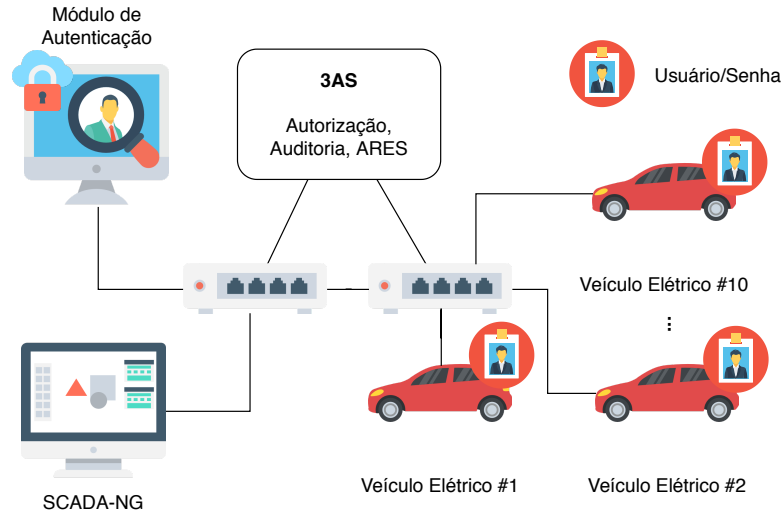 Módulo de
Autenticação
3AS
Autorização,
Auditoria, ARES
Usuário/Senha
Veículo Elétrico #10
...
Veículo Elétrico #1
Veículo Elétrico #2
SCADA-NG